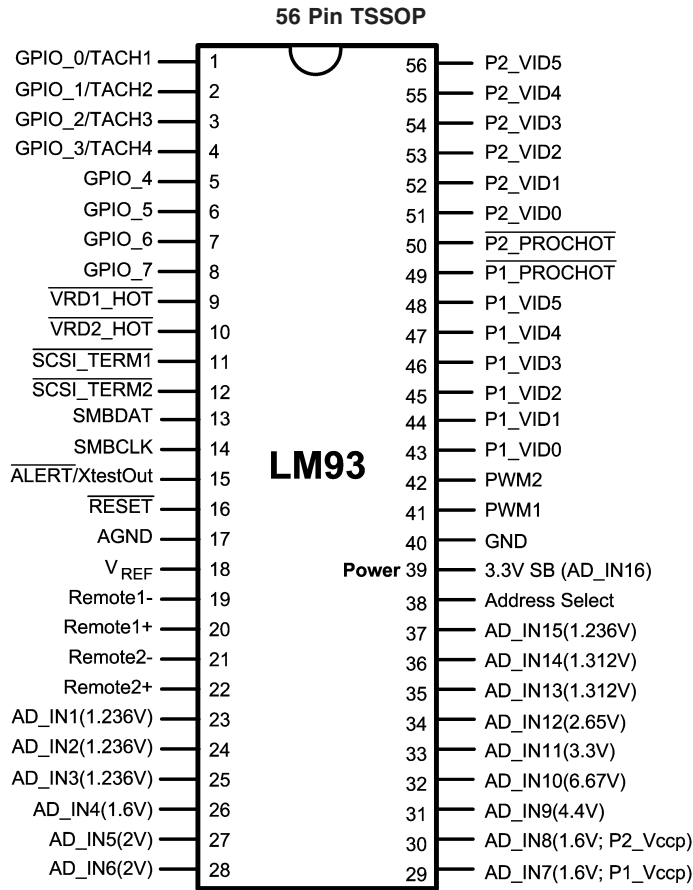 56 Pin TSSOP
GPIO_0/TACH1 1 56 P2_VID5
GPIO_1/TACH2 2 55 P2_VID4
GPIO_2/TACH3 3 54 P2_VID3
GPIO_3/TACH4 4 53 P2_VID2
GPIO_4 5 52 P2_VID1
GPIO_5 6 51 P2_VID0
GPIO_6 7 50 P2_PROCHOT
GPIO_7 8 49 P1_PROCHOT
VRD1_HOT 9 48 P1_VID5
VRD2_HOT 10 47 P1_VID4
SCSI_TERM1 11 46 P1_VID3
SCSI_TERM2 12 45 P1_VID2
SMBDAT 13 44 P1_VID1
SMBCLK 14 43 P1_VID0
LM93
ALERT/XtestOut 15 42 PWM2
RESET 16 41 PWM1
AGND 17 40 GND
VREF 18 Power 39 3.3V SB (AD_IN16)
Remote1- 19 38 Address Select
Remote1+ 20 37 AD_IN15(1.236V)
Remote2- 21 36 AD_IN14(1.312V)
Remote2+ 22 35 AD_IN13(1.312V)
AD_IN1(1.236V) 23 34 AD_IN12(2.65V)
AD_IN2(1.236V) 24 33 AD_IN11(3.3V)
AD_IN3(1.236V) 25 32 AD_IN10(6.67V)
AD_IN4(1.6V) 26 31 AD_IN9(4.4V)
AD_IN5(2V) 27 30 AD_IN8(1.6V; P2_Vccp)
AD_IN6(2V) 28 29 AD_IN7(1.6V; P1_Vccp)